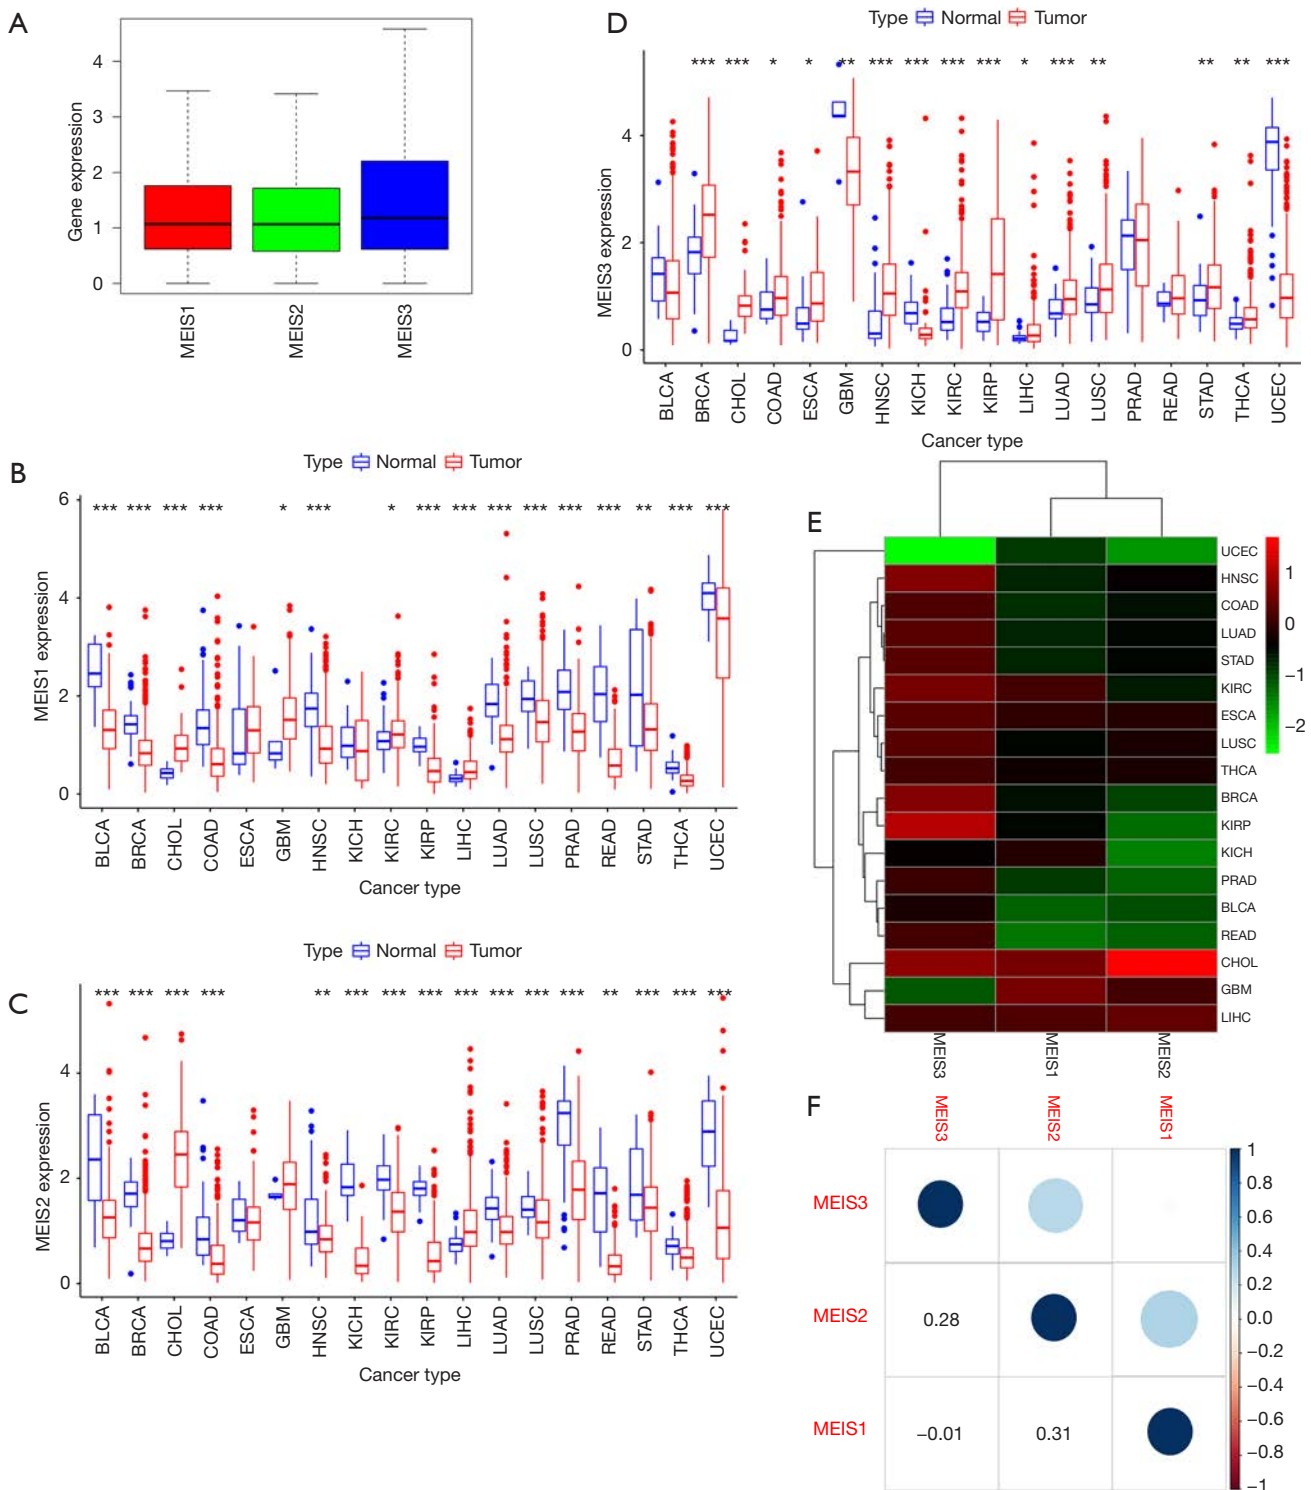 A
Gene expression
4
3
2
1
0
MEIS1
MEIS2
MEIS3
B
Type Normal Tumor
*** *** *** *** * *** * *** *** *** *** *** *** ** *** ***
MEIS1 expression
6
4
2
0
BLCA
BRCA
CHOL
COAD
ESCA
GBM
HNSC
KICH
KIRC
KIRP
LIHC
LUAD
LUSC
PRAD
READ
STAD
THCA
UCEC
Cancer type
C
Type Normal Tumor
*** *** *** *** ** *** *** *** *** *** *** *** ** *** *** ***
MEIS2 expression
4
2
0
BLCA
BRCA
CHOL
COAD
ESCA
GBM
HNSC
KICH
KIRC
KIRP
LIHC
LUAD
LUSC
PRAD
READ
STAD
THCA
UCEC
Cancer type
D
Type Normal Tumor
*** *** * * ** *** *** *** *** * *** ** ** ** ***
MEIS3 expression
4
2
0
BLCA
BRCA
CHOL
COAD
ESCA
GBM
HNSC
KICH
KIRC
KIRP
LIHC
LUAD
LUSC
PRAD
READ
STAD
THCA
UCEC
Cancer type
E
UCEC
HNSC
COAD
LUAD
STAD
KIRC
ESCA
LUSC
THCA
BRCA
KIRP
KICH
PRAD
BLCA
READ
CHOL
GBM
LIHC
1
0
−1
−2
MEIS3
MEIS1
MEIS2
F
MEIS3
MEIS2
MEIS1
MEIS3
MEIS2
0.28
MEIS1
−0.01
0.31
1
0.8
0.6
0.4
0.2
0.0
−0.2
−0.4
−0.6
−0.8
−1